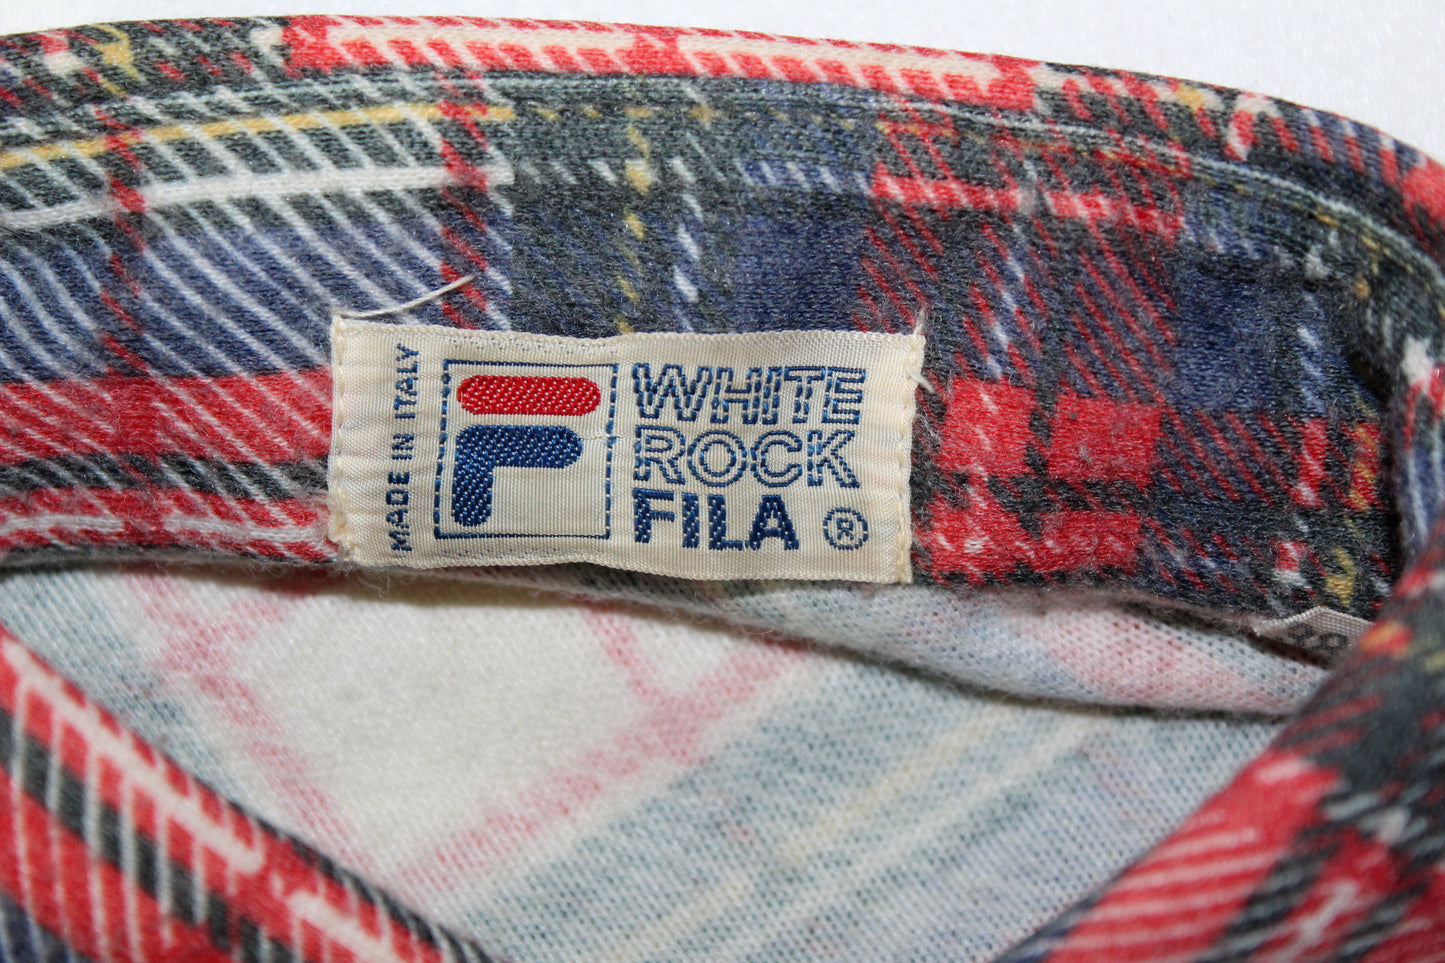 MADE IN ITALY
F
WHITE
ROCK
FILA ®